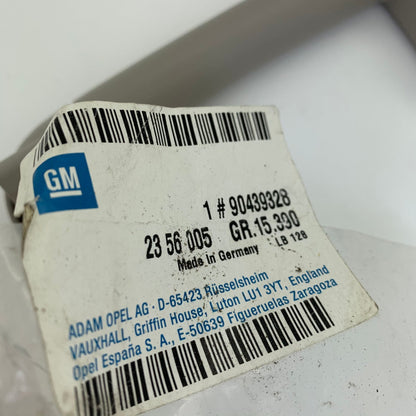 GM
1 # 90439328
23 56 005 GR.15.390
Made in Germany LB 128
ADAM OPEL AG · D-65423 Rüsselsheim
VAUXHALL, Griffin House, Luton LU1 3YT, England
Opel España S. A., E-50639 Figueruelas Zaragoza